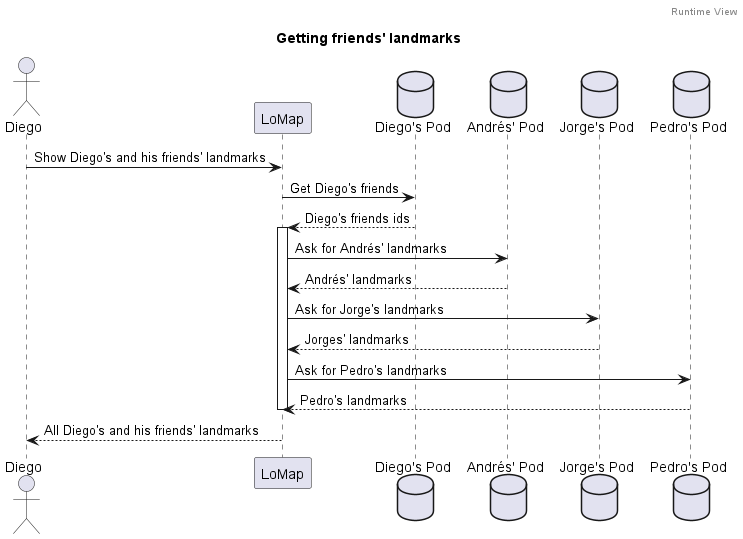 Runtime View
Getting friends' landmarks
Diego
LoMap
Diego's Pod
Andrés' Pod
Jorge's Pod
Pedro's Pod
Show Diego's and his friends' landmarks
Get Diego's friends
Diego's friends ids
Ask for Andrés' landmarks
Andrés' landmarks
Ask for Jorge's landmarks
Jorges' landmarks
Ask for Pedro's landmarks
Pedro's landmarks
All Diego's and his friends' landmarks
Diego
LoMap
Diego's Pod
Andrés' Pod
Jorge's Pod
Pedro's Pod